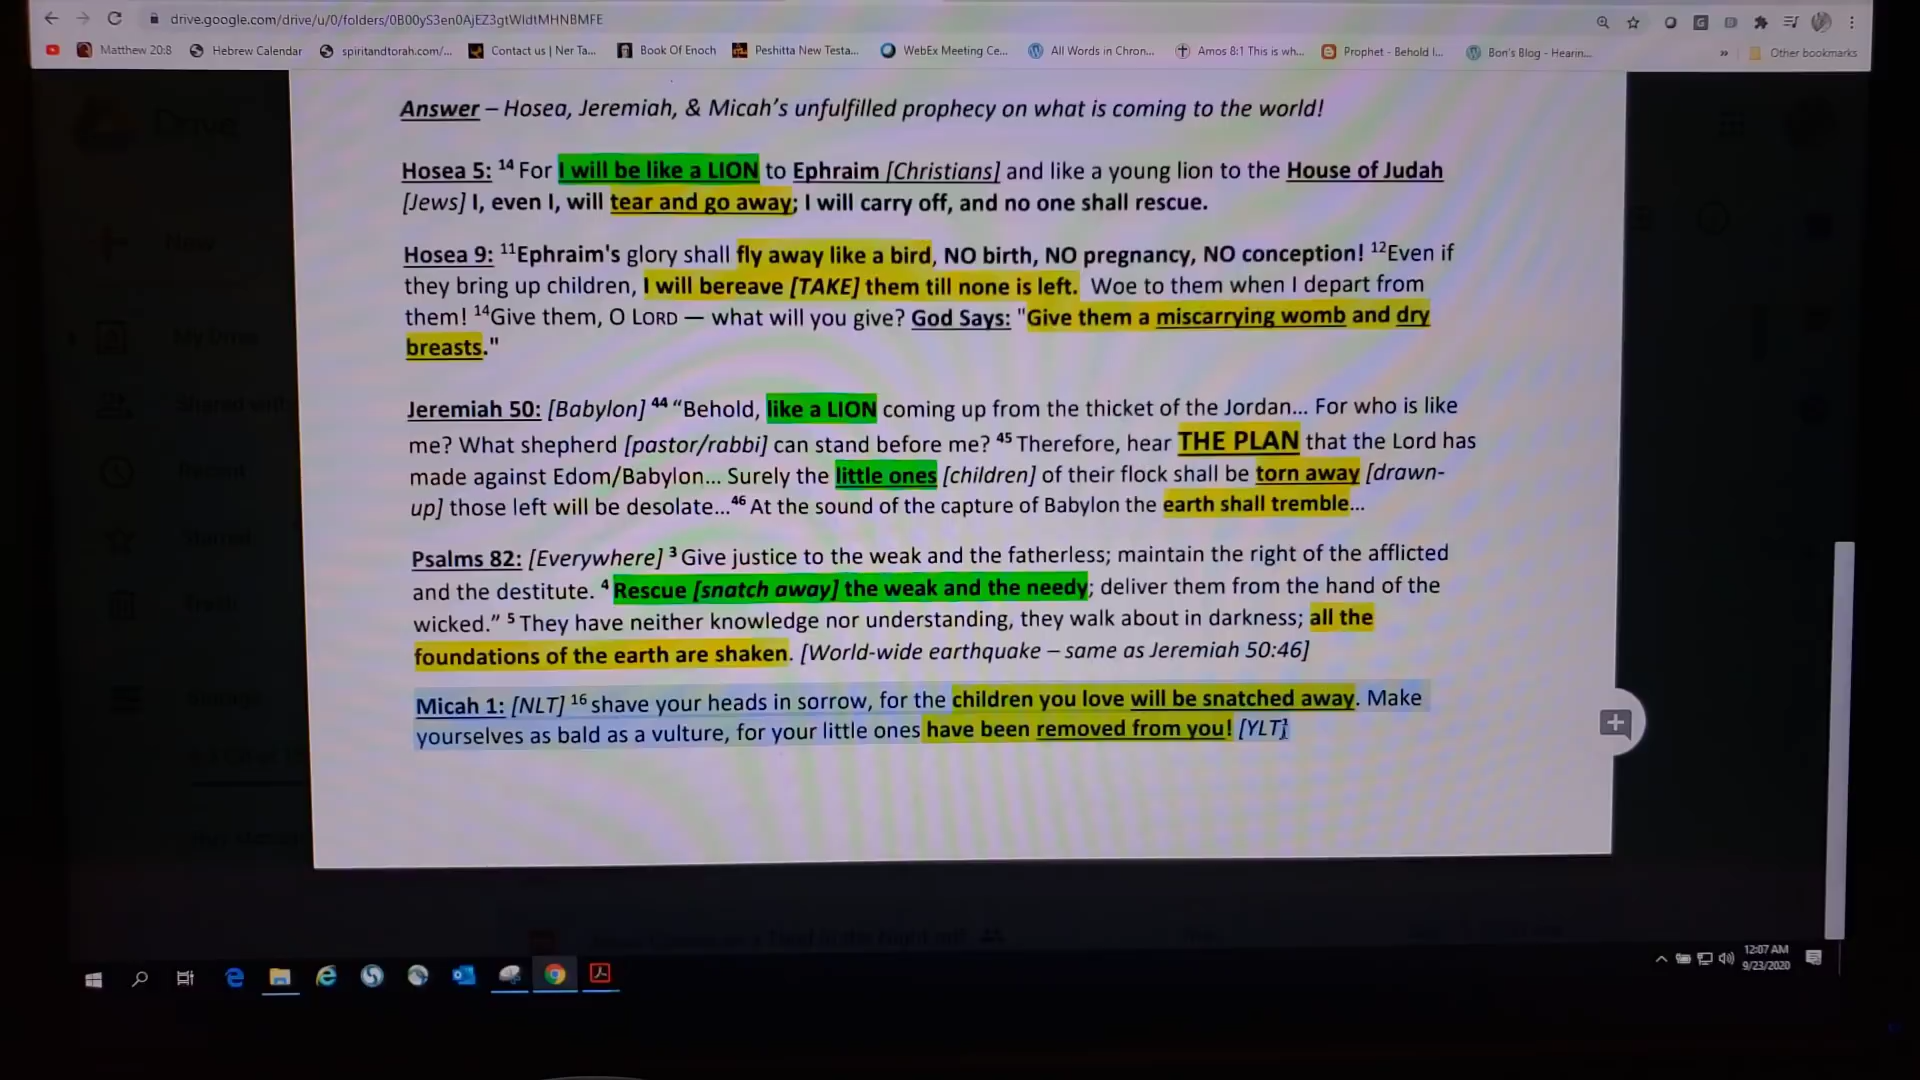 drive.google.com/drive/u/0/folders/0B00yS3en0AjEZ3gtWldtMHNBMFE
Matthew 20:8 Hebrew Calendar spiritandtorah.com/... Contact us | Ner Ta... Book Of Enoch Peshitta New Testa... WebEx Meeting Ce... All Words in Chron... Amos 8:1 This is wh... Prophet - Behold I... Bon's Blog - Hearin... » Other bookmarks
Answer – Hosea, Jeremiah, & Micah's unfulfilled prophecy on what is coming to the world!
Hosea 5: 14 For I will be like a LION to Ephraim [Christians] and like a young lion to the House of Judah
[Jews] I, even I, will tear and go away; I will carry off, and no one shall rescue.
Hosea 9: 11Ephraim's glory shall fly away like a bird, NO birth, NO pregnancy, NO conception! 12Even if
they bring up children, I will bereave [TAKE] them till none is left. Woe to them when I depart from
them! 14Give them, O LORD — what will you give? God Says: "Give them a miscarrying womb and dry
breasts."
Jeremiah 50: [Babylon] 44 “Behold, like a LION coming up from the thicket of the Jordan... For who is like
me? What shepherd [pastor/rabbi] can stand before me? 45 Therefore, hear THE PLAN that the Lord has
made against Edom/Babylon... Surely the little ones [children] of their flock shall be torn away [drawn-
up] those left will be desolate...46 At the sound of the capture of Babylon the earth shall tremble...
Psalms 82: [Everywhere] 3 Give justice to the weak and the fatherless; maintain the right of the afflicted
and the destitute. 4 Rescue [snatch away] the weak and the needy; deliver them from the hand of the
wicked.” 5 They have neither knowledge nor understanding, they walk about in darkness; all the
foundations of the earth are shaken. [World-wide earthquake – same as Jeremiah 50:46]
Micah 1: [NLT] 16 shave your heads in sorrow, for the children you love will be snatched away. Make
yourselves as bald as a vulture, for your little ones have been removed from you! [YLT]
Drive
New
My Drive
Recent
Starred
Trash
Storage
12:07 AM
9/23/2020